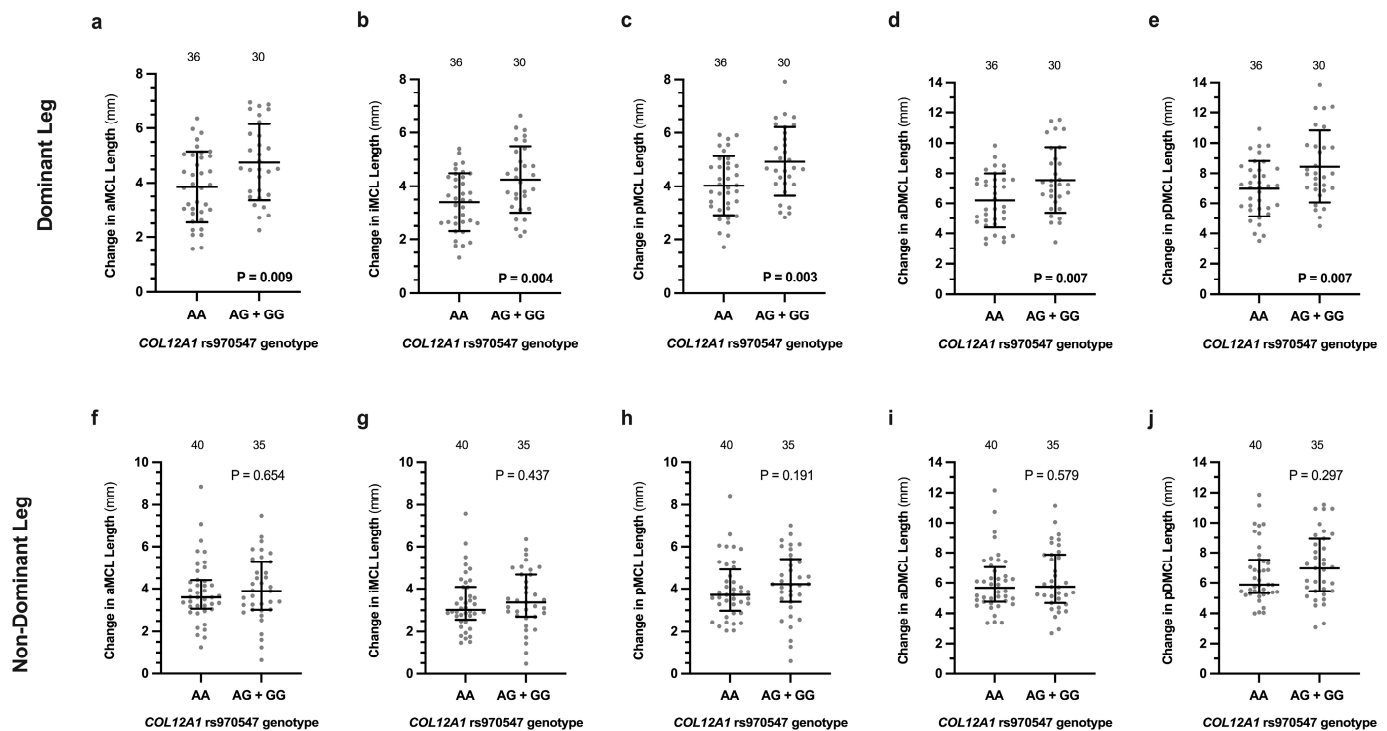 Dominant Leg
a
36 30
Change in aMCL Length (mm)
8
6
4
2
0
P = 0.009
AA AG + GG
COL12A1 rs970547 genotype
b
36 30
Change in iMCL Length (mm)
8
6
4
2
0
P = 0.004
AA AG + GG
COL12A1 rs970547 genotype
c
36 30
Change in pMCL Length (mm)
8
6
4
2
0
P = 0.003
AA AG + GG
COL12A1 rs970547 genotype
d
36 30
Change in aDMCL Length (mm)
14
12
10
8
6
4
2
0
P = 0.007
AA AG + GG
COL12A1 rs970547 genotype
e
36 30
Change in pDMCL Length (mm)
14
12
10
8
6
4
2
0
P = 0.007
AA AG + GG
COL12A1 rs970547 genotype
Non-Dominant Leg
f
40 35
Change in aMCL Length (mm)
10
8
6
4
2
0
P = 0.654
AA AG + GG
COL12A1 rs970547 genotype
g
40 35
Change in iMCL Length (mm)
10
8
6
4
2
0
P = 0.437
AA AG + GG
COL12A1 rs970547 genotype
h
40 35
Change in pMCL Length (mm)
10
8
6
4
2
0
P = 0.191
AA AG + GG
COL12A1 rs970547 genotype
i
40 35
Change in aDMCL Length (mm)
14
12
10
8
6
4
2
0
P = 0.579
AA AG + GG
COL12A1 rs970547 genotype
j
40 35
Change in pDMCL Length (mm)
14
12
10
8
6
4
2
0
P = 0.297
AA AG + GG
COL12A1 rs970547 genotype